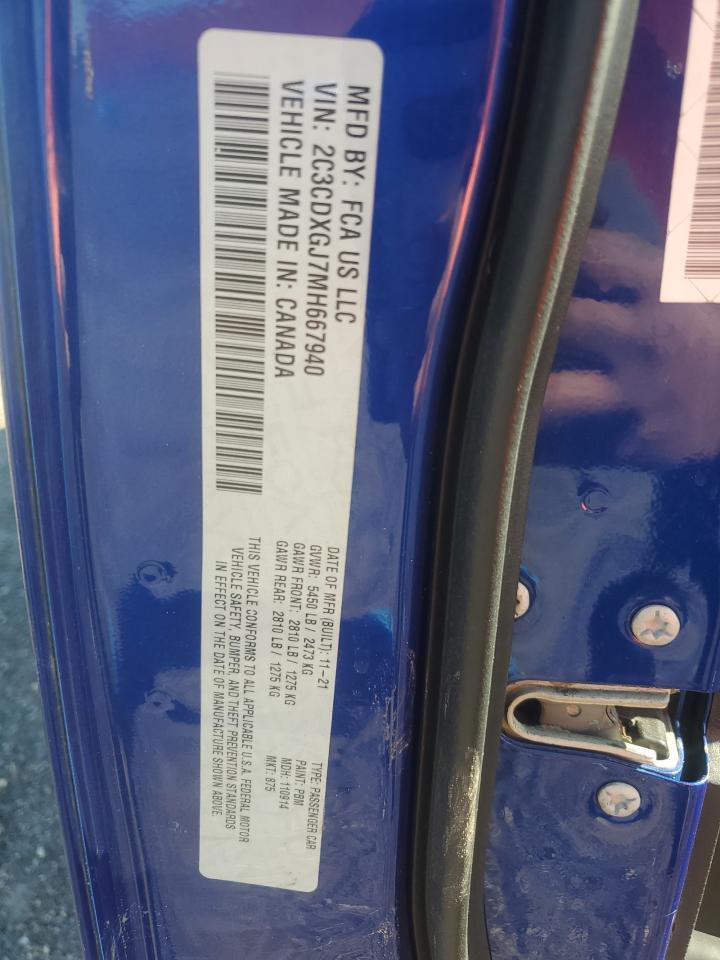 MFD BY: FCA US LLC
VIN: 2C3CDXGJ7MH667940
VEHICLE MADE IN: CANADA
DATE OF MFR (BUILT): 11-21
GVWR: 5450 LB / 2473 KG
GAWR FRONT: 2810 LB / 1275 KG
GAWR REAR: 2810 LB / 1275 KG
THIS VEHICLE CONFORMS TO ALL APPLICABLE U.S.A. FEDERAL MOTOR
VEHICLE SAFETY, BUMPER, AND THEFT PREVENTION STANDARDS
IN EFFECT ON THE DATE OF MANUFACTURE SHOWN ABOVE.
TYPE: PASSENGER CAR
PAINT: PBM
MDH: 110914
MKT: 875